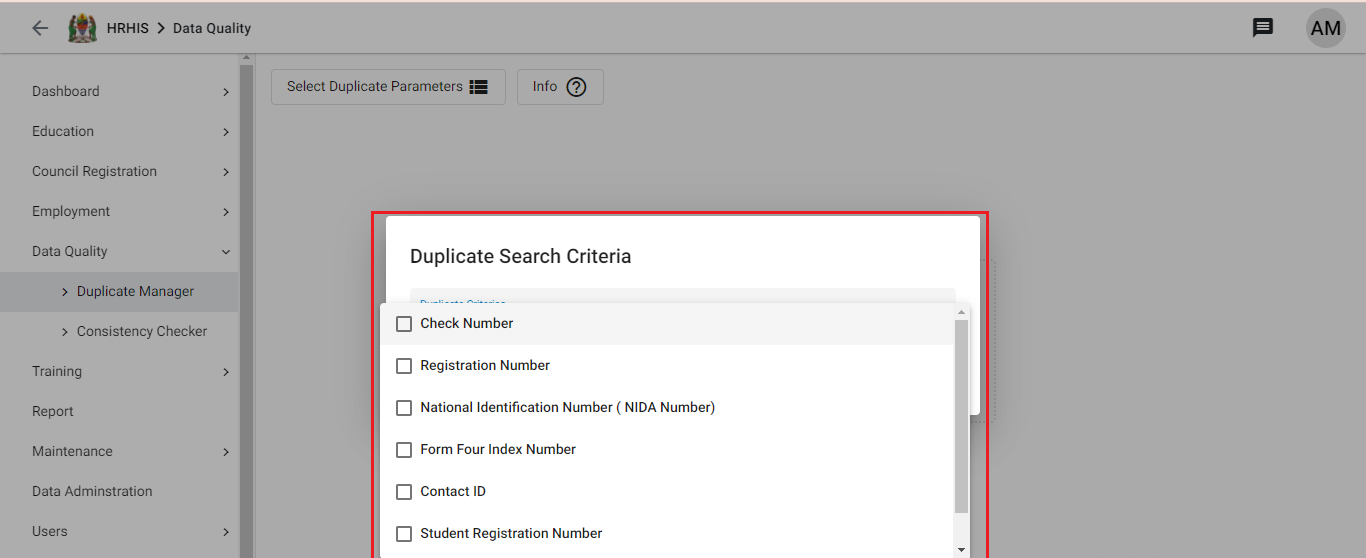 HRHIS > Data Quality
AM
Dashboard
Education
Council Registration
Employment
Data Quality
Duplicate Manager
Consistency Checker
Training
Report
Maintenance
Data Adminstration
Users
Select Duplicate Parameters
Info ?
Duplicate Search Criteria
Duplicate Criterias
Check Number
Registration Number
National Identification Number ( NIDA Number)
Form Four Index Number
Contact ID
Student Registration Number